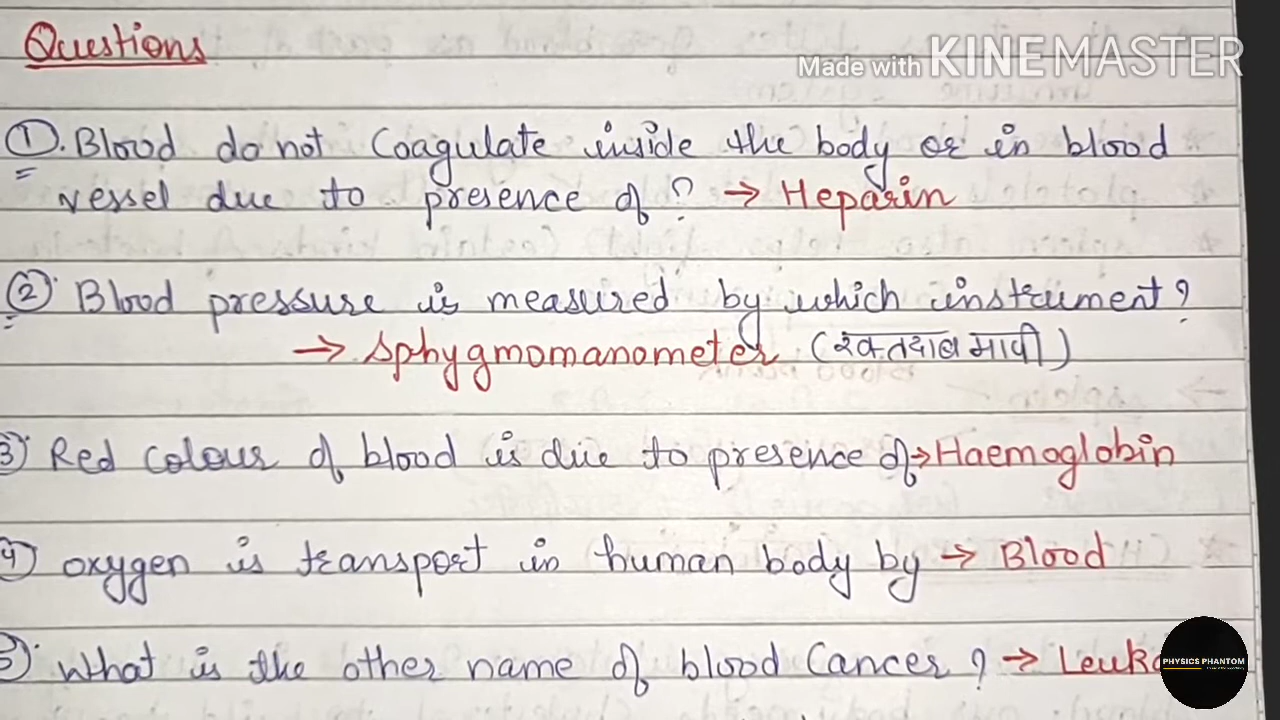 Questions
Made with KINEMASTER
①. Blood do not Coagulate inside the body or in blood
vessel due to presence of? → Heparin
②. Blood pressure is measured by which instrument?
→ Sphygmomanometer (रक्तदाब मापी)
③ Red colour of blood is due to presence of → Haemoglobin
④ oxygen is transport in human body by → Blood
⑤. What is the other name of blood Cancer? → Leuk
PHYSICS PHANTOM